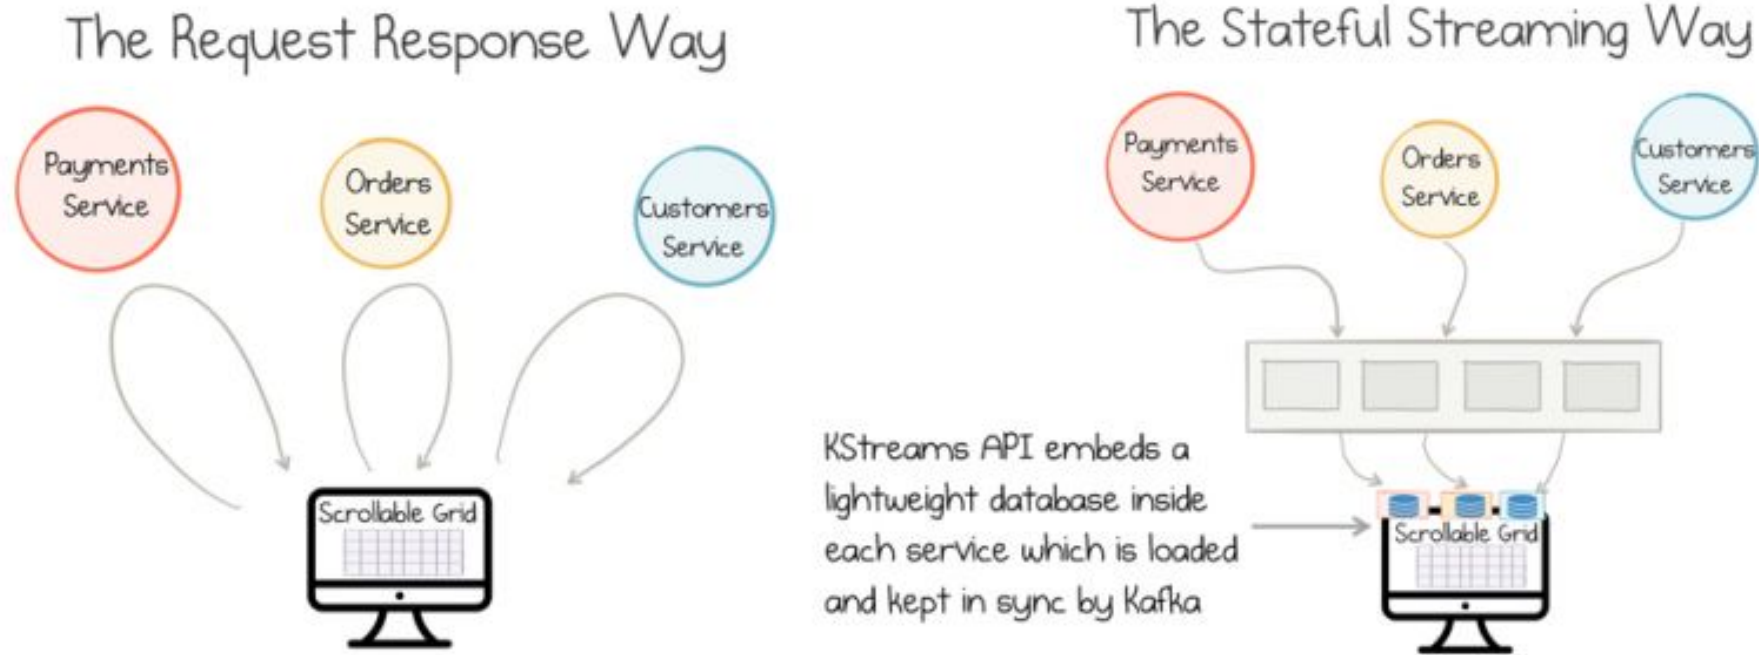 The Request Response Way
Payments
Service
Orders
Service
Customers
Service
Scrollable Grid
The Stateful Streaming Way
Payments
Service
Orders
Service
Customers
Service
KStreams API embeds a
lightweight database inside
each service which is loaded
and kept in sync by Kafka
Scrollable Grid